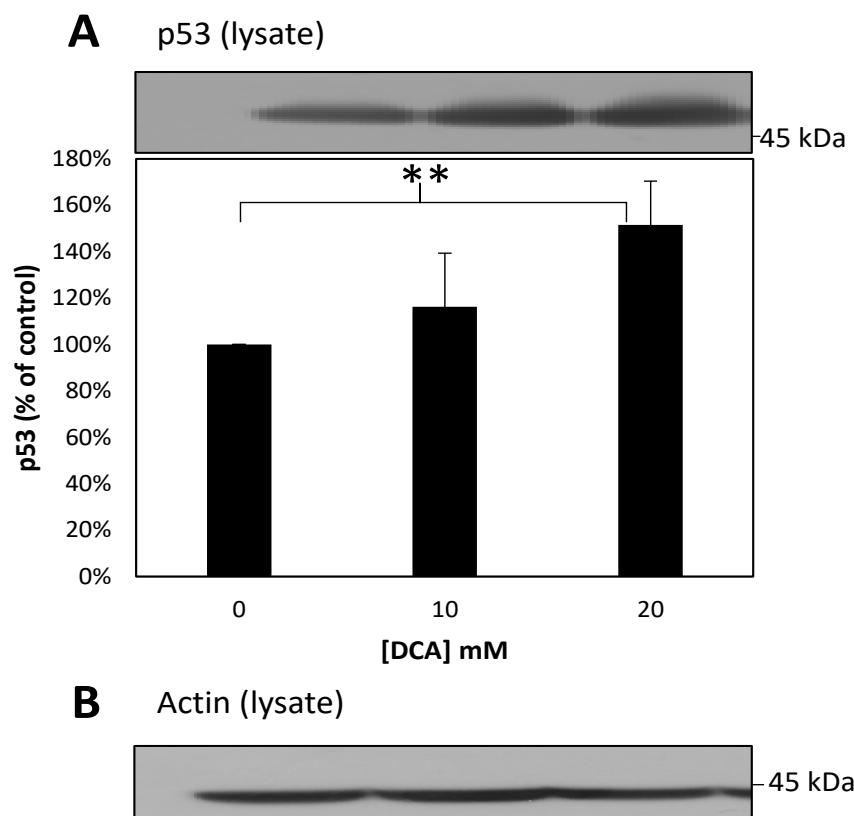 A p53 (lysate)
45 kDa
180%
**
160%
140%
120%
100%
80%
60%
40%
20%
0%
p53 (% of control)
0 10 20
[DCA] mM
B Actin (lysate)
45 kDa